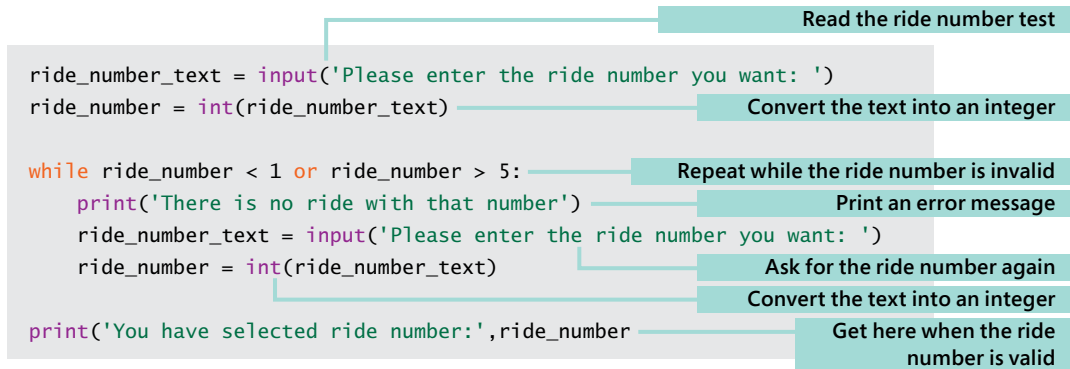 Read the ride number test
ride_number_text = input('Please enter the ride number you want: ')
ride_number = int(ride_number_text)
Convert the text into an integer
while ride_number < 1 or ride_number > 5:
Repeat while the ride number is invalid
    print('There is no ride with that number')
Print an error message
    ride_number_text = input('Please enter the ride number you want: ')
    ride_number = int(ride_number_text)
Ask for the ride number again
Convert the text into an integer
print('You have selected ride number:',ride_number
Get here when the ride
number is valid